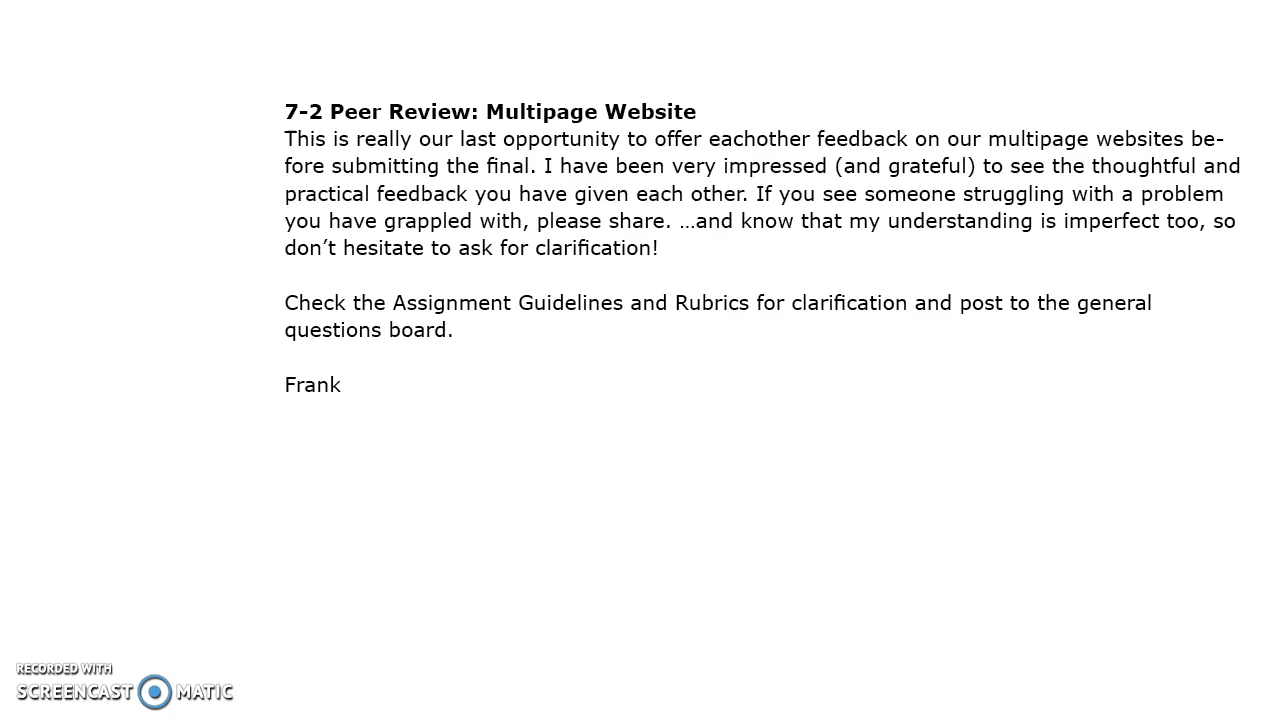 7-2 Peer Review: Multipage Website
This is really our last opportunity to offer eachother feedback on our multipage websites be-
fore submitting the final. I have been very impressed (and grateful) to see the thoughtful and
practical feedback you have given each other. If you see someone struggling with a problem
you have grappled with, please share. …and know that my understanding is imperfect too, so
don’t hesitate to ask for clarification!
Check the Assignment Guidelines and Rubrics for clarification and post to the general
questions board.
Frank
RECORDED WITH
SCREENCAST MATIC